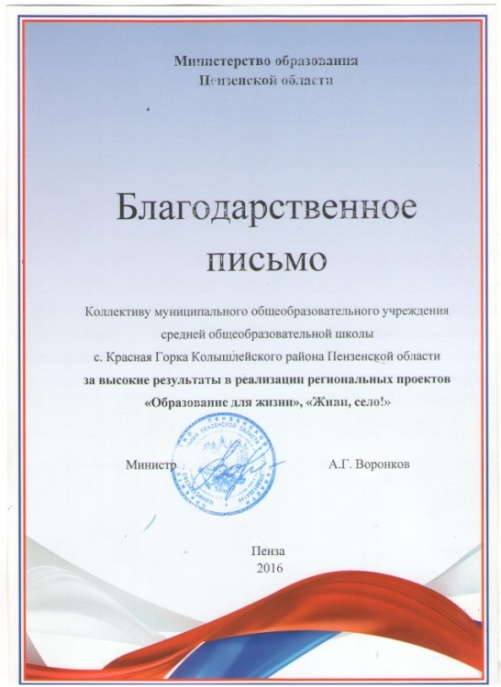 Министерство образования
Пензенской области
Благодарственное
письмо
Коллективу муниципального общеобразовательного учреждения
средней общеобразовательной школы
с. Красная Горка Колышлейского района Пензенской области
за высокие результаты в реализации региональных проектов
«Образование для жизни», «Живи, село!»
Министр А.Г. Воронков
Пенза
2016